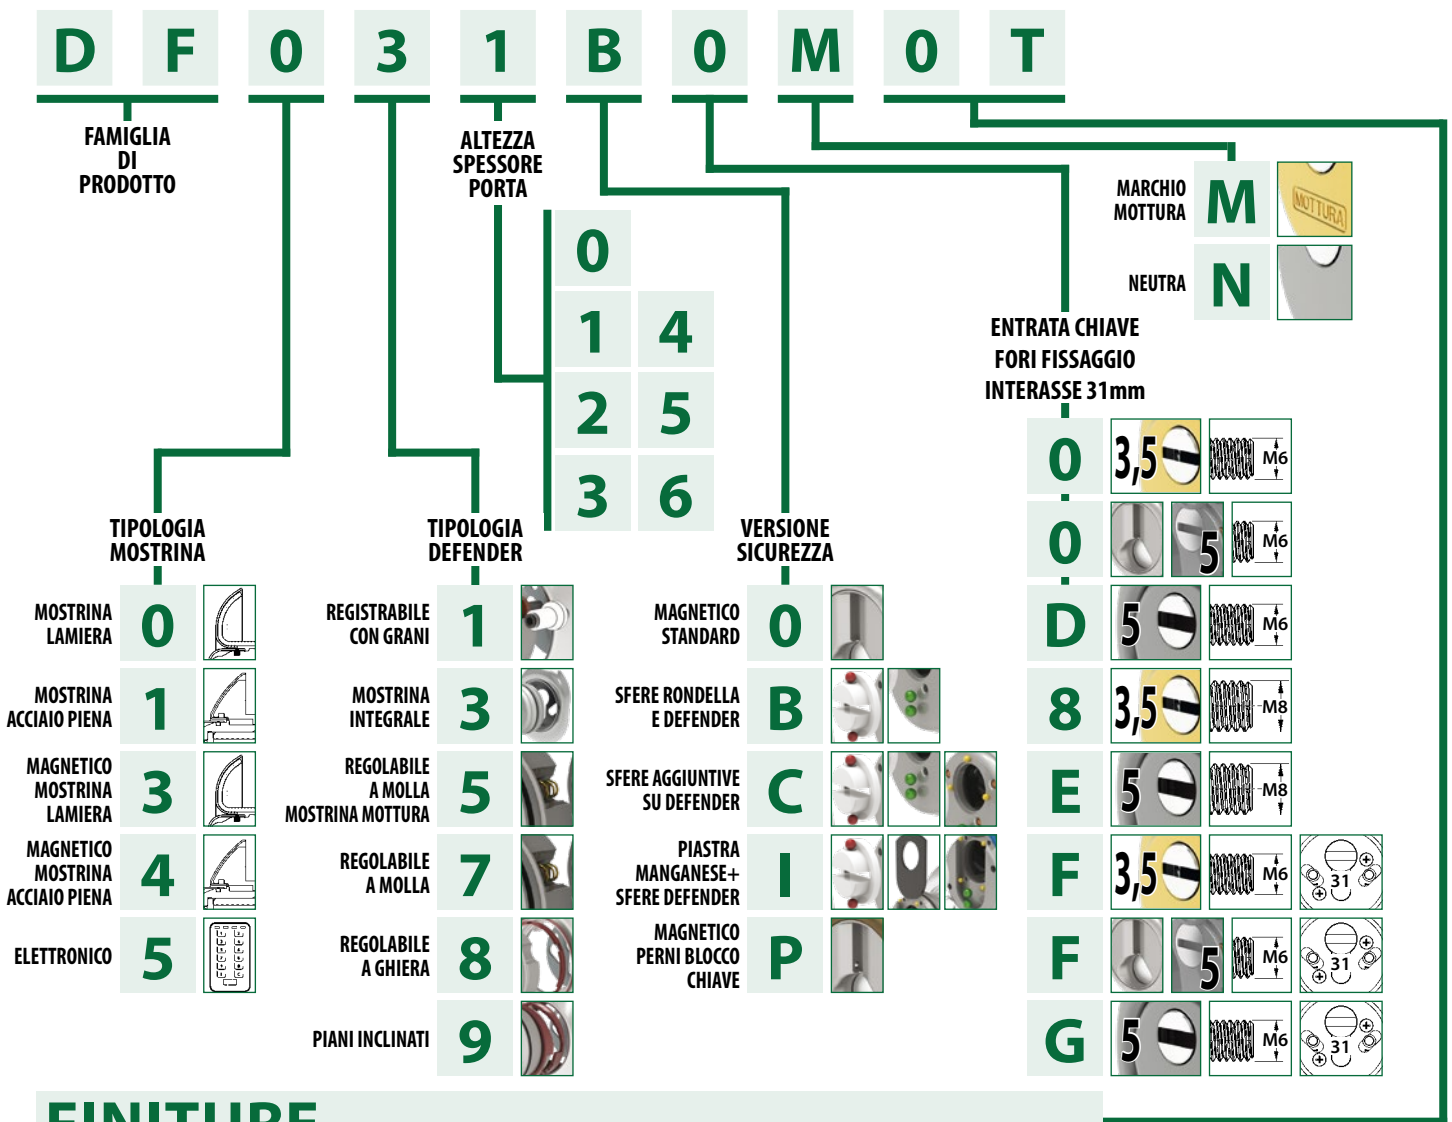 D F 0 3 1 B 0 M 0 T
FAMIGLIA
DI
PRODOTTO
ALTEZZA
SPESSORE
PORTA
0
1 4
2 5
3 6
MARCHIO
MOTTURA
M
MOTTURA
NEUTRA
N
TIPOLOGIA
MOSTRINA
MOSTRINA
LAMIERA
0
MOSTRINA
ACCIAIO PIENA
1
MAGNETICO
MOSTRINA
LAMIERA
3
MAGNETICO
MOSTRINA
ACCIAIO PIENA
4
ELETTRONICO
5
TIPOLOGIA
DEFENDER
REGISTRABILE
CON GRANI
1
MOSTRINA
INTEGRALE
3
REGOLABILE
A MOLLA
MOSTRINA MOTTURA
5
REGOLABILE
A MOLLA
7
REGOLABILE
A GHIERA
8
PIANI INCLINATI
9
VERSIONE
SICUREZZA
MAGNETICO
STANDARD
0
SFERE RONDELLA
E DEFENDER
B
SFERE AGGIUNTIVE
SU DEFENDER
C
PIASTRA
MANGANESE+
SFERE DEFENDER
I
MAGNETICO
PERNI BLOCCO
CHIAVE
P
ENTRATA CHIAVE
FORI FISSAGGIO
INTERASSE 31mm
0 3,5 M6
0 5 M6
D 5 M6
8 3,5 M8
E 5 M8
F 3,5 M6 31
F 5 M6 31
G 5 M6 31
FINITURE